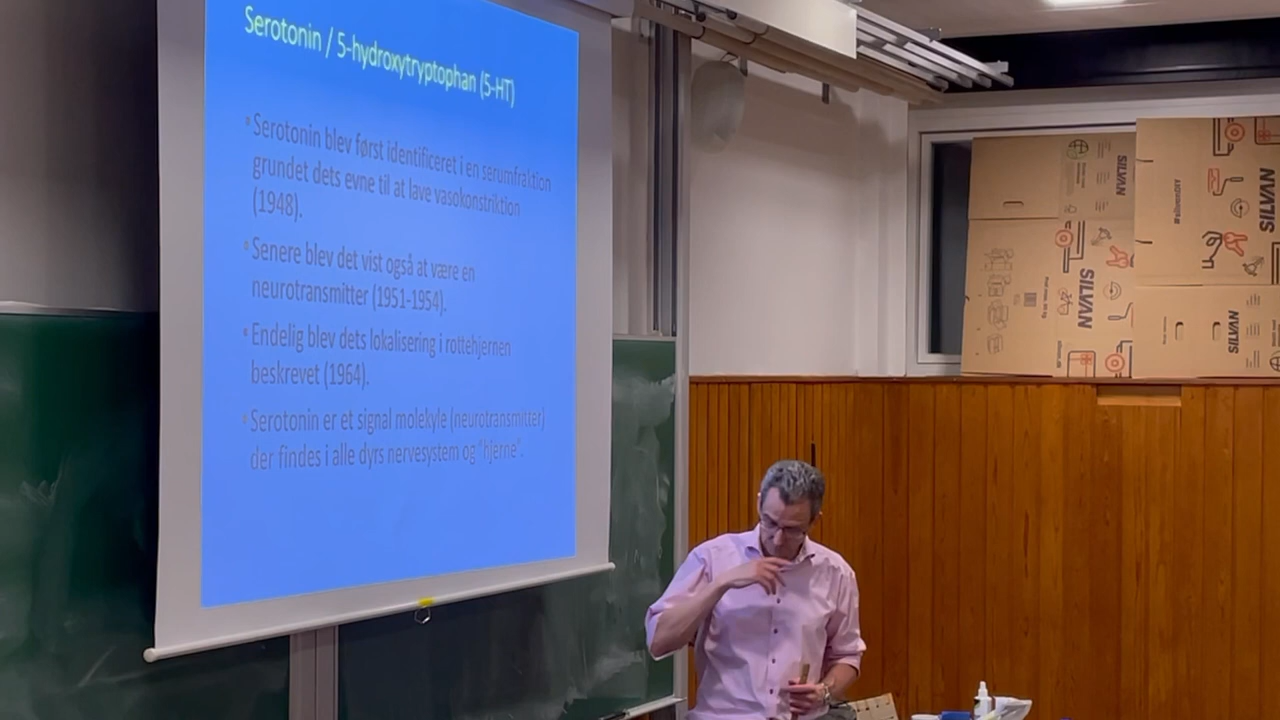 Serotonin / 5-hydroxytryptophan (5-HT)
Serotonin blev først identificeret i en serumfraktion
grundet dets evne til at lave vasokonstriktion
(1948).
Senere blev det vist også at være en
neurotransmitter (1951-1954).
Endelig blev dets lokalisering i rottehjernen
beskrevet (1964).
Serotonin er et signal molekyle (neurotransmitter)
der findes i alle dyrs nervesystem og "hjerne".
SILVAN
SILVAN
#silvanDIY
SILVAN
SILVAN